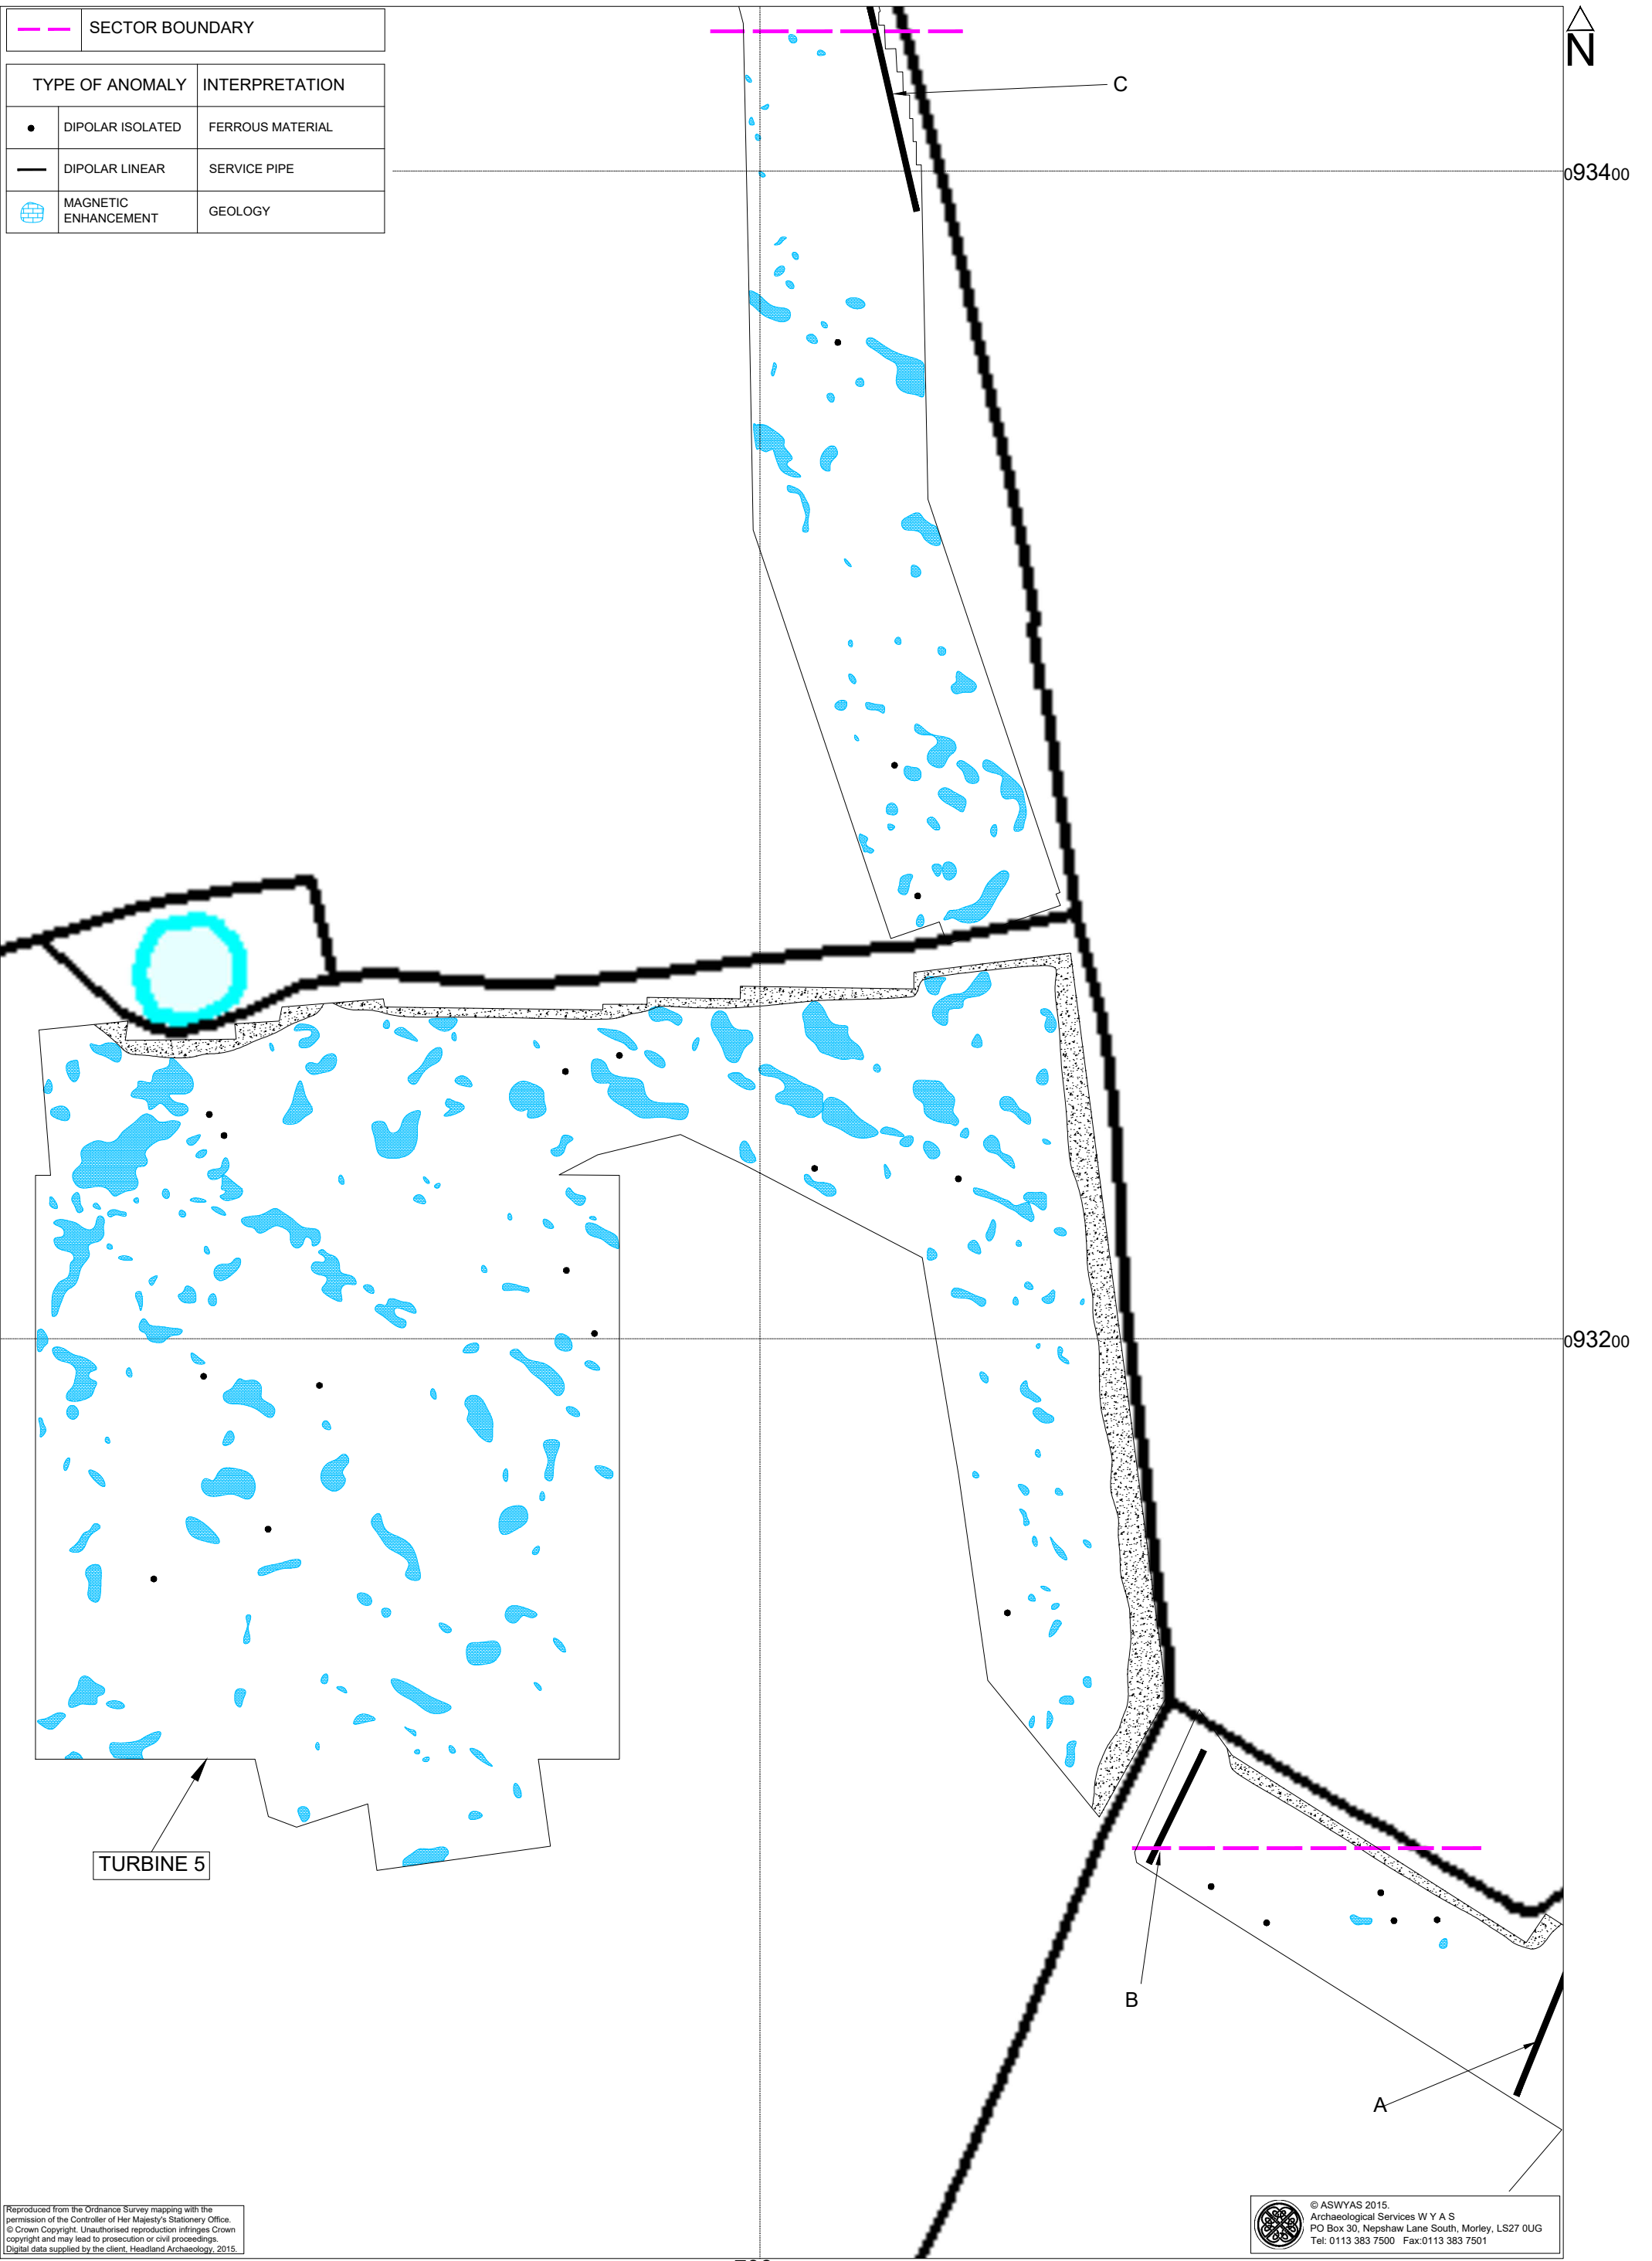 SECTOR BOUNDARY
N
TYPE OF ANOMALY INTERPRETATION
DIPOLAR ISOLATED FERROUS MATERIAL
DIPOLAR LINEAR SERVICE PIPE
MAGNETIC
ENHANCEMENT GEOLOGY
C
093400
093200
TURBINE 5
B
A
Reproduced from the Ordnance Survey mapping with the
permission of the Controller of Her Majesty's Stationery Office.
© Crown Copyright. Unauthorised reproduction infringes Crown
copyright and may lead to prosecution or civil proceedings.
Digital data supplied by the client, Headland Archaeology, 2015.
© ASWYAS 2015.
Archaeological Services W Y A S
PO Box 30, Nepshaw Lane South, Morley, LS27 0UG
Tel: 0113 383 7500 Fax:0113 383 7501